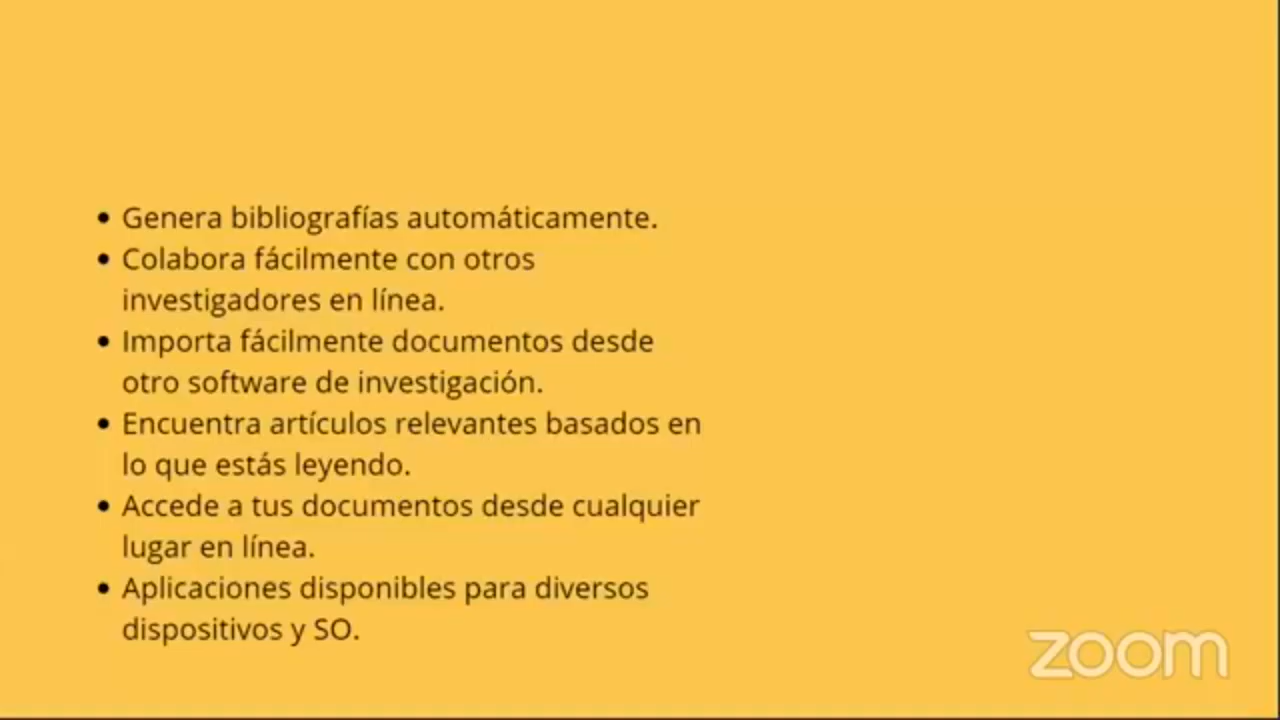 • Genera bibliografías automáticamente.
• Colabora fácilmente con otros
investigadores en línea.
• Importa fácilmente documentos desde
otro software de investigación.
• Encuentra artículos relevantes basados en
lo que estás leyendo.
• Accede a tus documentos desde cualquier
lugar en línea.
• Aplicaciones disponibles para diversos
dispositivos y SO.
zoom